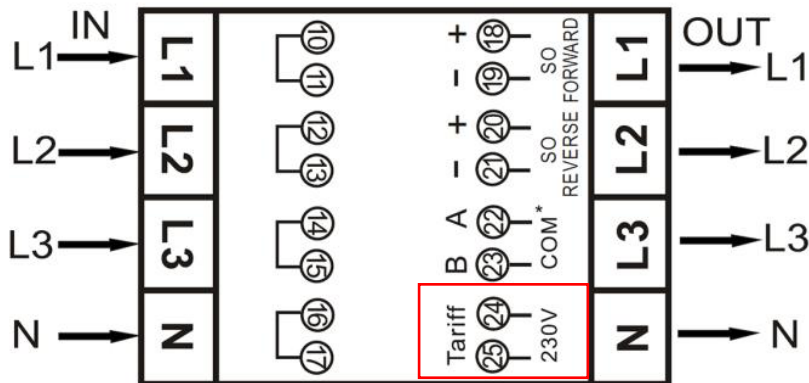 IN
L1
L2
L3
N
L1
L2
L3
N
10
11
12
13
14
15
16
17
+ 18
- 19
SO FORWARD
+ 20
- 21
SO REVERSE
A 22
B 23
COM*
Tariff
24
25
230V
L1
L2
L3
N
OUT
L1
L2
L3
N